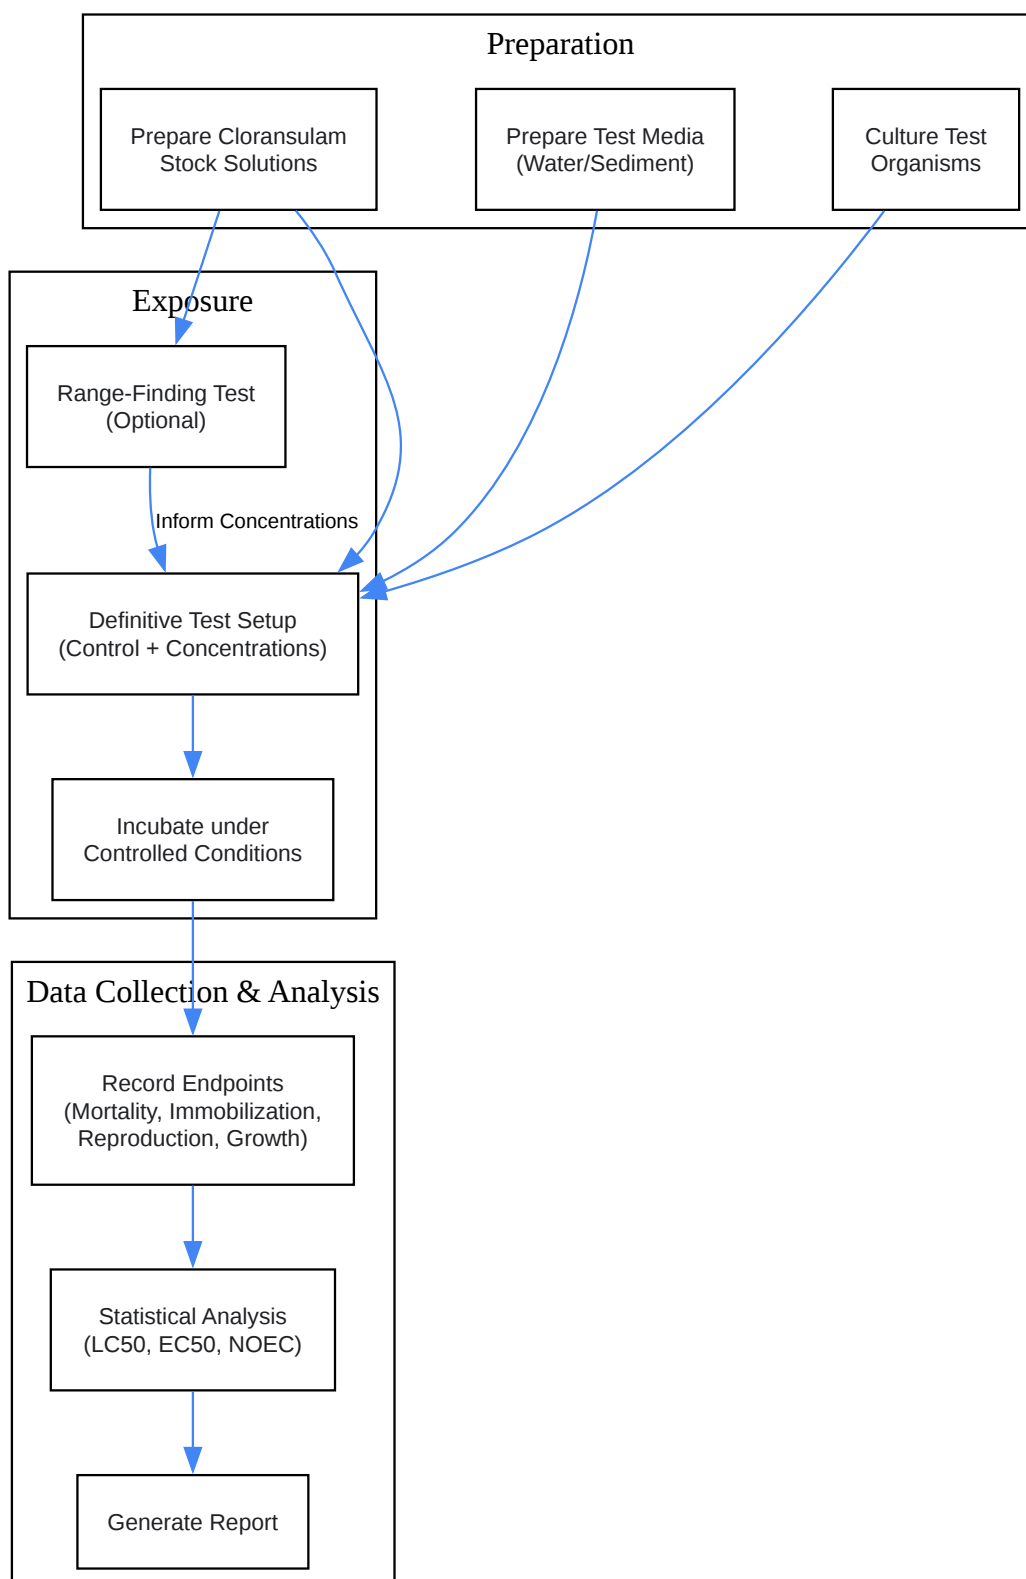 Preparation
Prepare Cloransulam
Stock Solutions
Prepare Test Media
(Water/Sediment)
Culture Test
Organisms
Exposure
Range-Finding Test
(Optional)
Inform Concentrations
Definitive Test Setup
(Control + Concentrations)
Incubate under
Controlled Conditions
Data Collection & Analysis
Record Endpoints
(Mortality, Immobilization,
Reproduction, Growth)
Statistical Analysis
(LC50, EC50, NOEC)
Generate Report